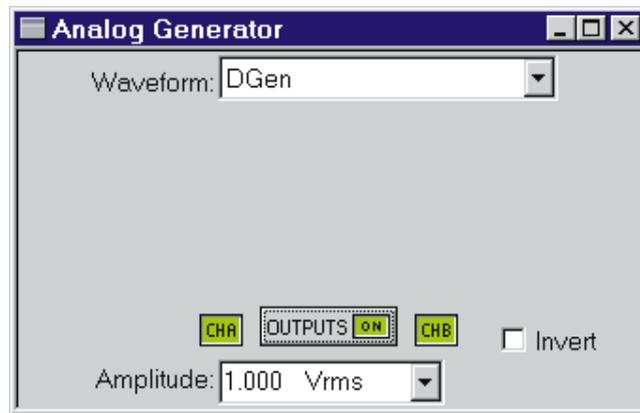 Analog Generator
Waveform: DGen
CHA OUTPUTS ON CHB
Invert
Amplitude: 1.000 Vrms